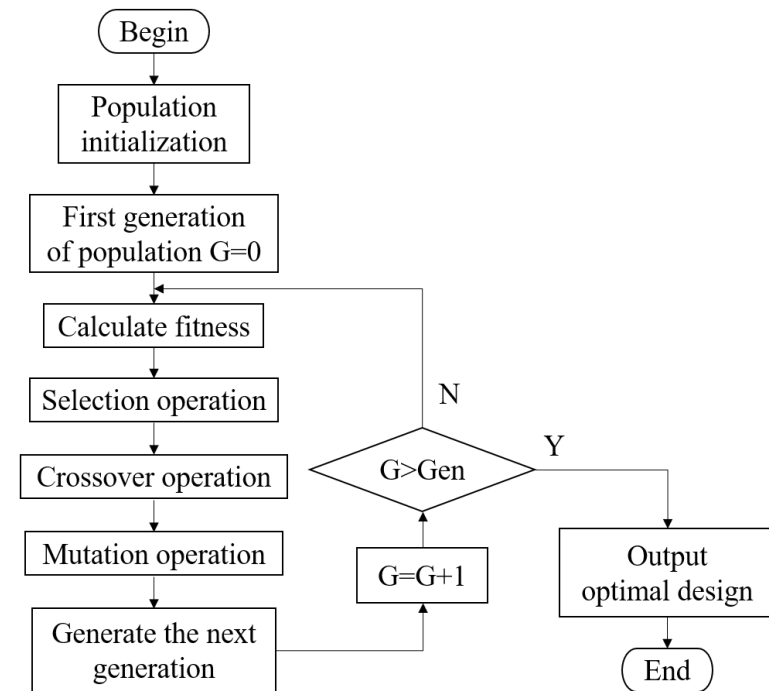 Begin
Population
initialization
First generation
of population G=0
Calculate fitness
Selection operation
Crossover operation
Mutation operation
Generate the next
generation
G=G+1
G>Gen
N
Y
Output
optimal design
End